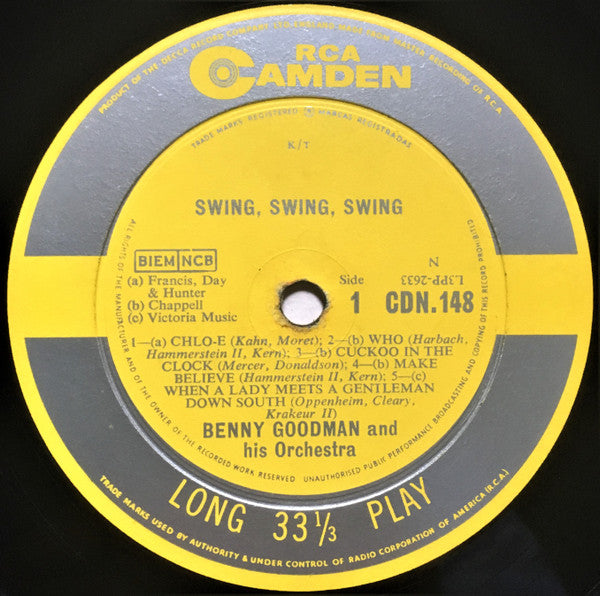 PRODUCT OF THE DECCA RECORD COMPANY LTD ENGLAND MADE FROM MASTER RECORDING OF R.C.A.
RCA
CAMDEN
TRADE MARKS REGISTERED MARCAS REGISTRADAS
K/T
SWING, SWING, SWING
BIEM NCB
(a) Francis, Day
& Hunter
(b) Chappell
(c) Victoria Music
Side
1
N
L3PP-2633
CDN.148
1—(a) CHLO-E (Kahn, Moret); 2—(b) WHO (Harbach,
Hammerstein II, Kern); 3—(b) CUCKOO IN THE
CLOCK (Mercer, Donaldson); 4—(b) MAKE
BELIEVE (Hammerstein II, Kern); 5—(c)
WHEN A LADY MEETS A GENTLEMAN
DOWN SOUTH (Oppenheim, Cleary,
Krakeur II)
BENNY GOODMAN and
his Orchestra
ALL RIGHTS OF THE MANUFACTURER AND OF THE OWNER OF THE RECORDED WORK RESERVED UNAUTHORISED PUBLIC PERFORMANCE BROADCASTING AND COPYING OF THIS RECORD PROHIBITED
LONG 33⅓ PLAY
TRADE MARKS USED BY AUTHORITY & UNDER CONTROL OF RADIO CORPORATION OF AMERICA (R.C.A.)